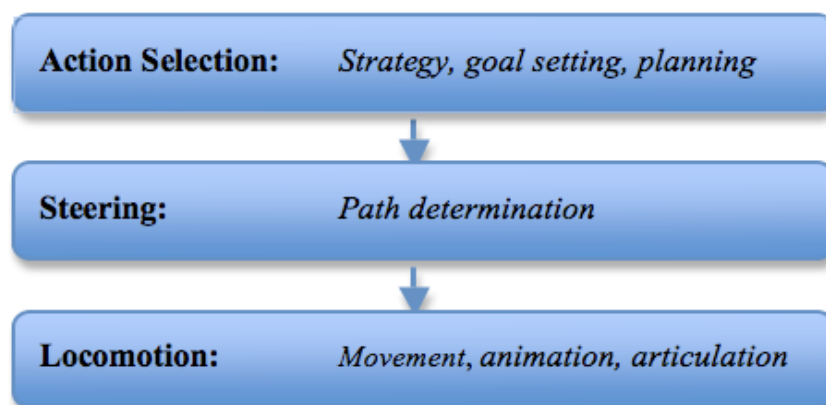 Action Selection: Strategy, goal setting, planning
Steering: Path determination
Locomotion: Movement, animation, articulation